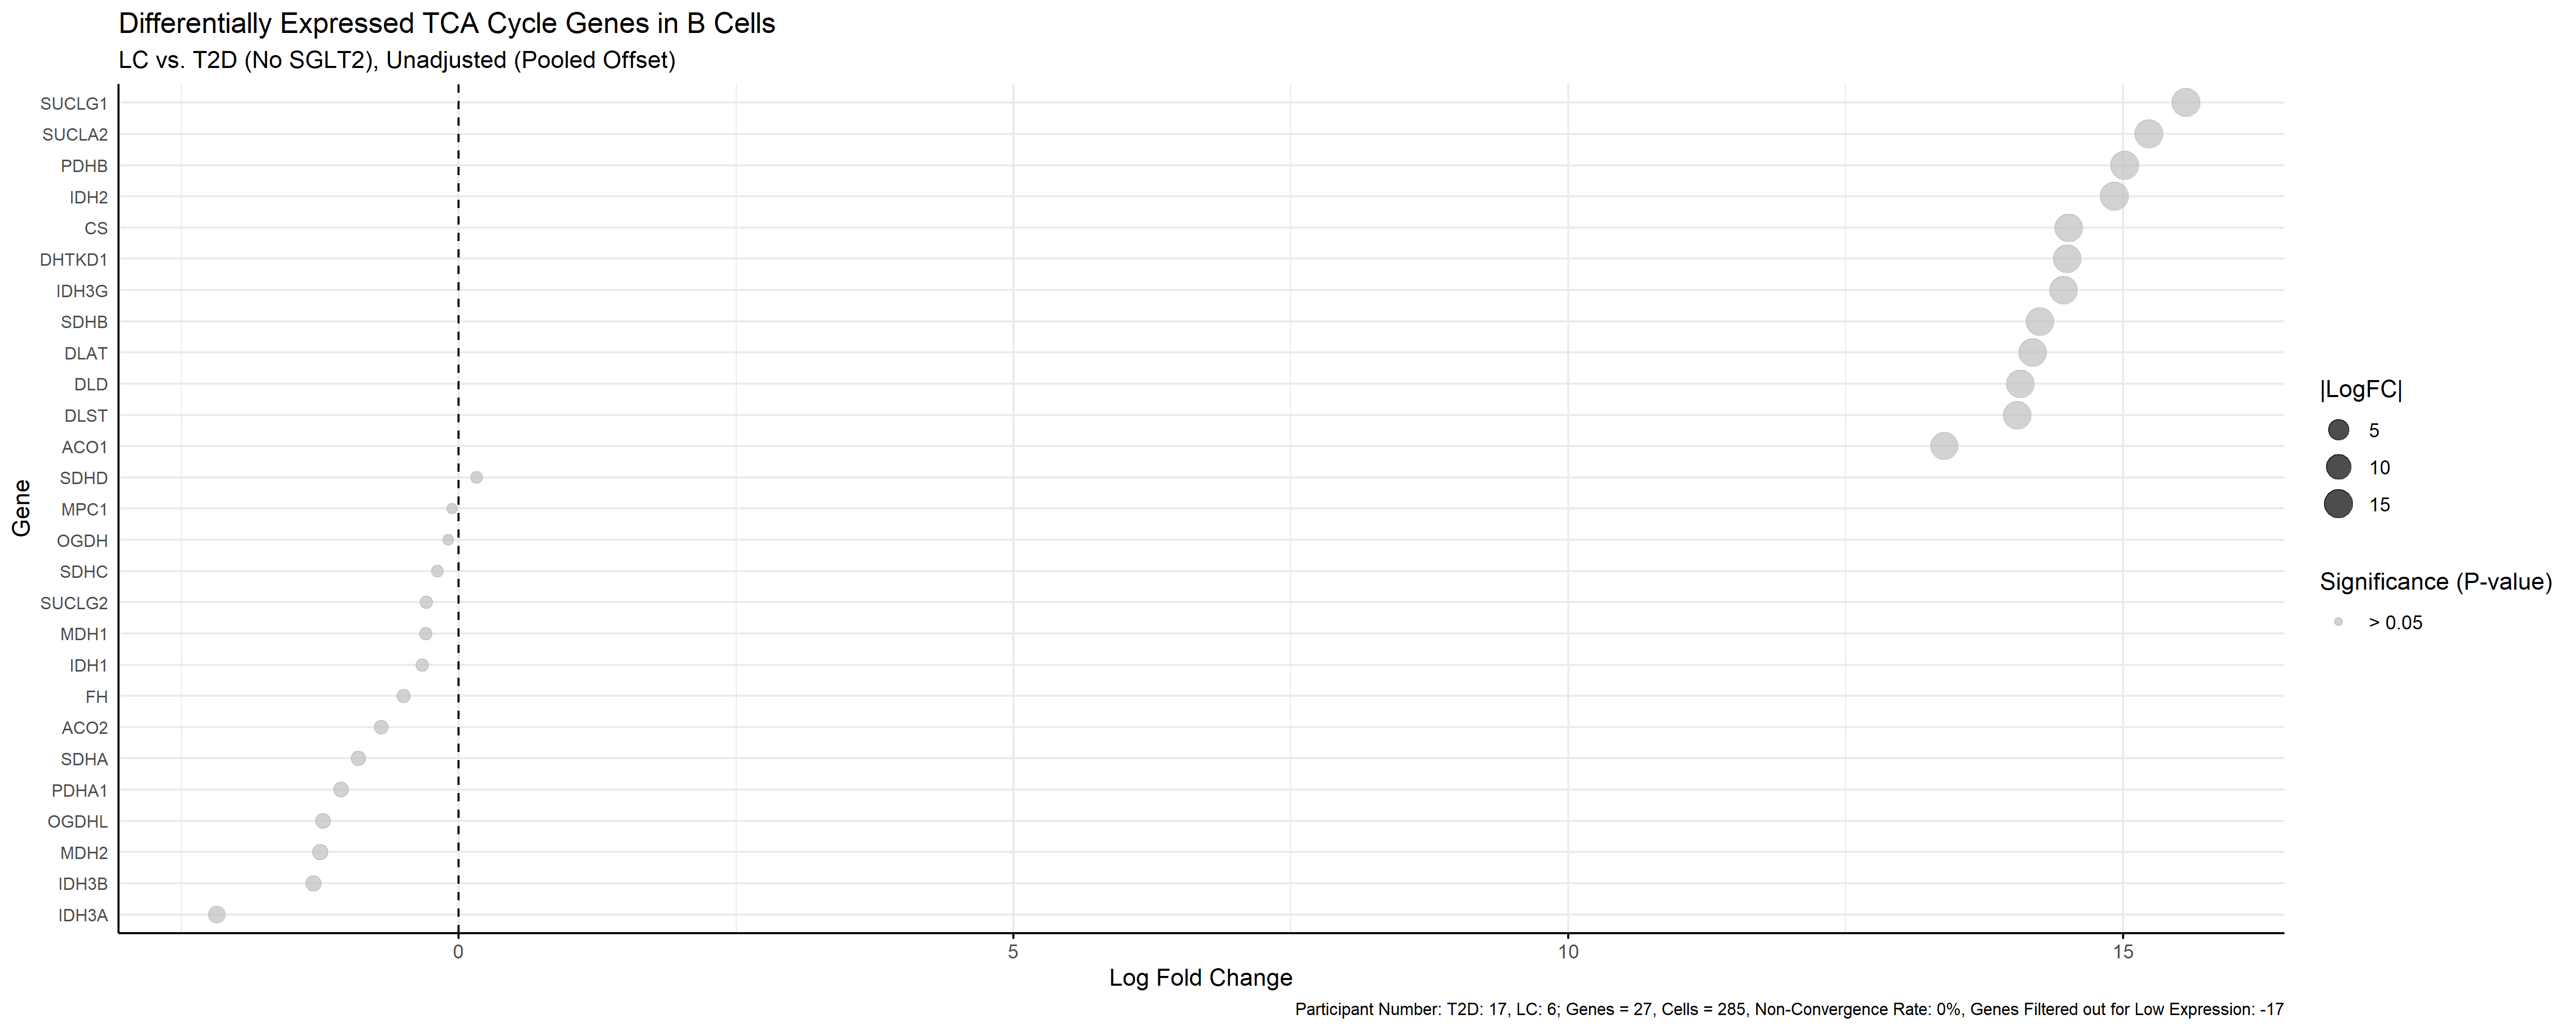 Differentially Expressed TCA Cycle Genes in B Cells
LC vs. T2D (No SGLT2), Unadjusted (Pooled Offset)
Gene
SUCLG1
SUCLA2
PDHB
IDH2
CS
DHTKD1
IDH3G
SDHB
DLAT
DLD
DLST
ACO1
SDHD
MPC1
OGDH
SDHC
SUCLG2
MDH1
IDH1
FH
ACO2
SDHA
PDHA1
OGDHL
MDH2
IDH3B
IDH3A
0 5 10 15
Log Fold Change
|LogFC|
5
10
15
Significance (P-value)
> 0.05
Participant Number: T2D: 17, LC: 6; Genes = 27, Cells = 285, Non-Convergence Rate: 0%, Genes Filtered out for Low Expression: -17